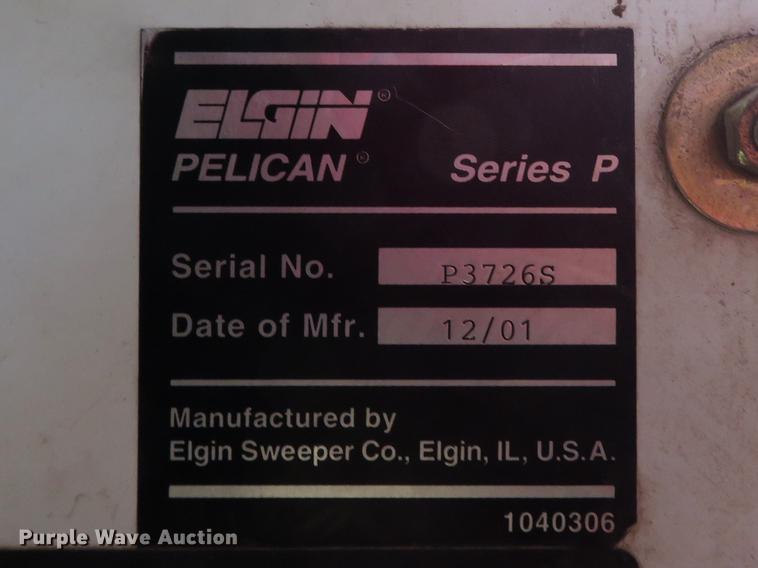 ELGIN®
PELICAN® Series P
Serial No. P3726S
Date of Mfr. 12/01
Manufactured by
Elgin Sweeper Co., Elgin, IL, U.S.A.
1040306
Purple Wave Auction